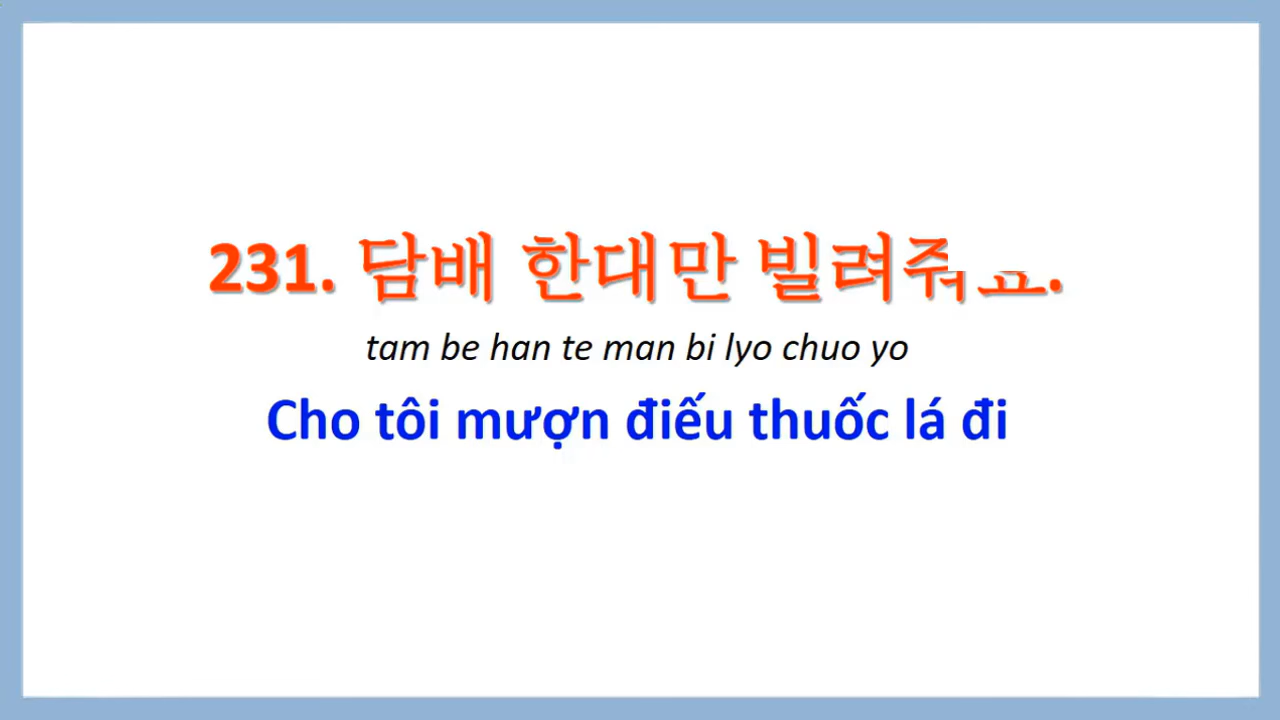 231. 담배 한대만 빌려줘요.
tam be han te man bi lyo chuo yo
Cho tôi mượn điếu thuốc lá đi